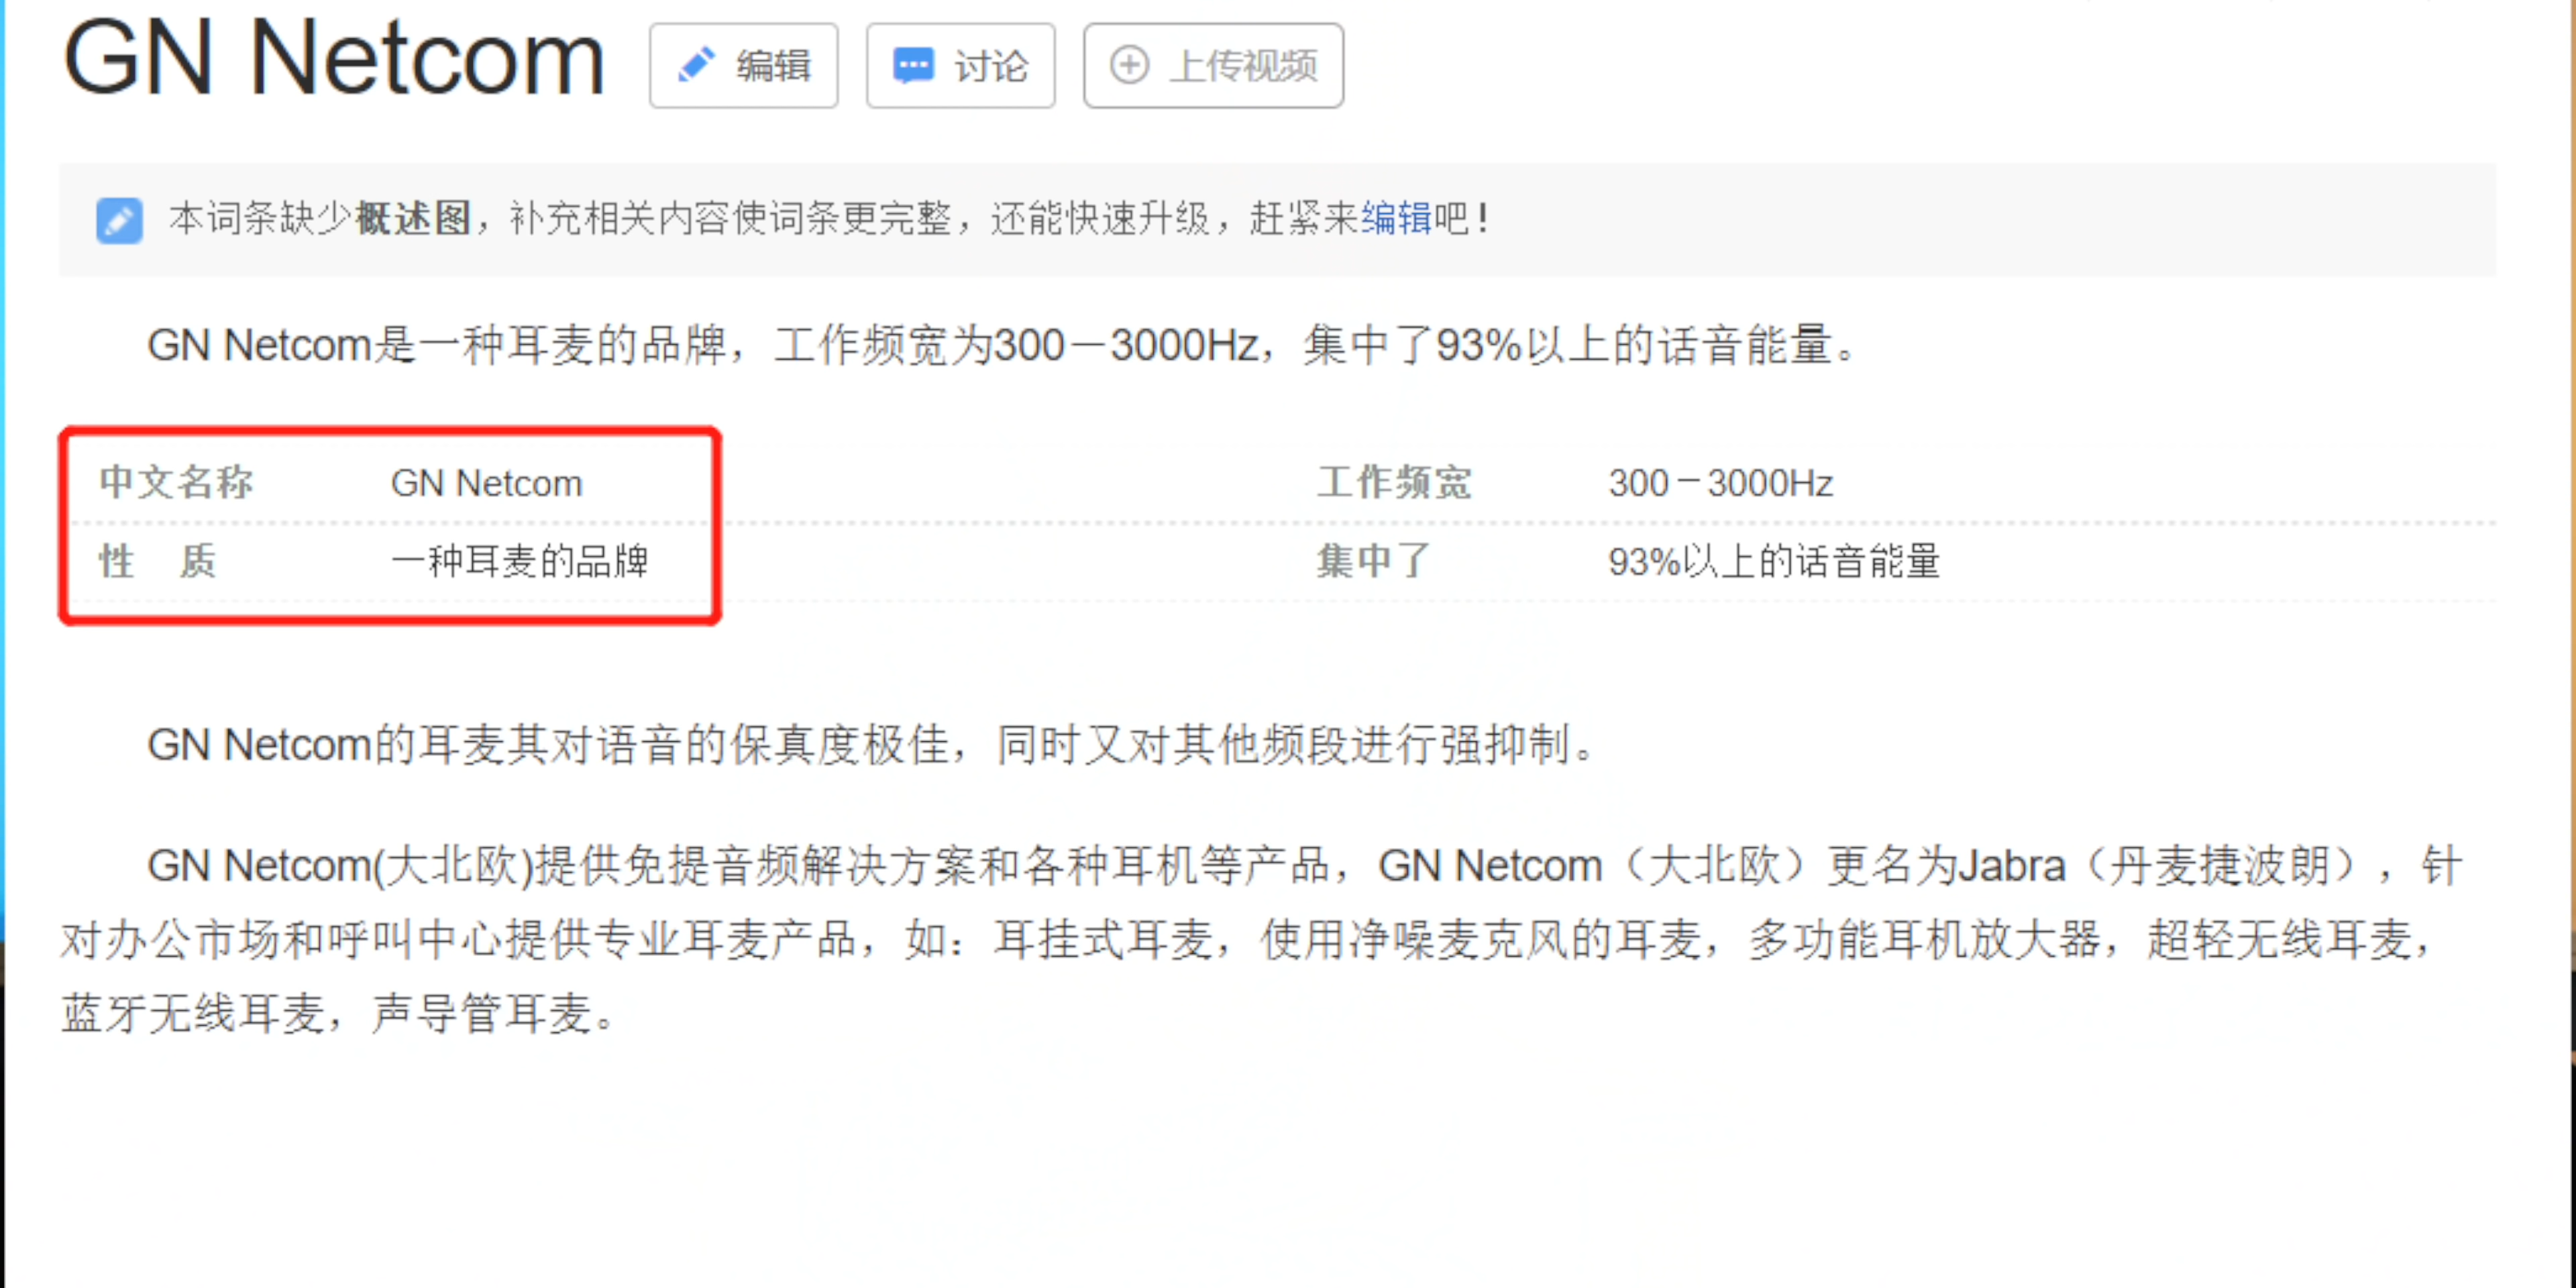 GN Netcom 编辑 讨论 上传视频
本词条缺少概述图，补充相关内容使词条更完整，还能快速升级，赶紧来编辑吧！
GN Netcom是一种耳麦的品牌，工作频宽为300－3000Hz，集中了93%以上的话音能量。
中文名称 GN Netcom 工作频宽 300－3000Hz
性 质 一种耳麦的品牌 集中了 93%以上的话音能量
GN Netcom的耳麦其对语音的保真度极佳，同时又对其他频段进行强抑制。
GN Netcom(大北欧)提供免提音频解决方案和各种耳机等产品，GN Netcom（大北欧）更名为Jabra（丹麦捷波朗），针
对办公市场和呼叫中心提供专业耳麦产品，如：耳挂式耳麦，使用净噪麦克风的耳麦，多功能耳机放大器，超轻无线耳麦，
蓝牙无线耳麦，声导管耳麦。